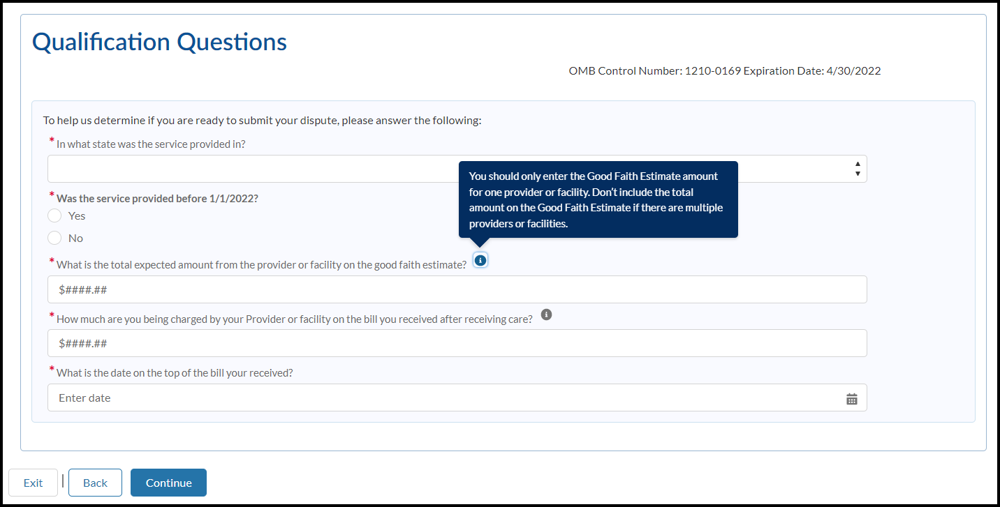 Qualification Questions
OMB Control Number: 1210-0169 Expiration Date: 4/30/2022
To help us determine if you are ready to submit your dispute, please answer the following:
* In what state was the service provided in?
You should only enter the Good Faith Estimate amount
for one provider or facility. Don't include the total
amount on the Good Faith Estimate if there are multiple
providers or facilities.
* Was the service provided before 1/1/2022?
Yes
No
* What is the total expected amount from the provider or facility on the good faith estimate?
$####.##
* How much are you being charged by your Provider or facility on the bill you received after receiving care?
$####.##
* What is the date on the top of the bill your received?
Enter date
Exit | Back Continue